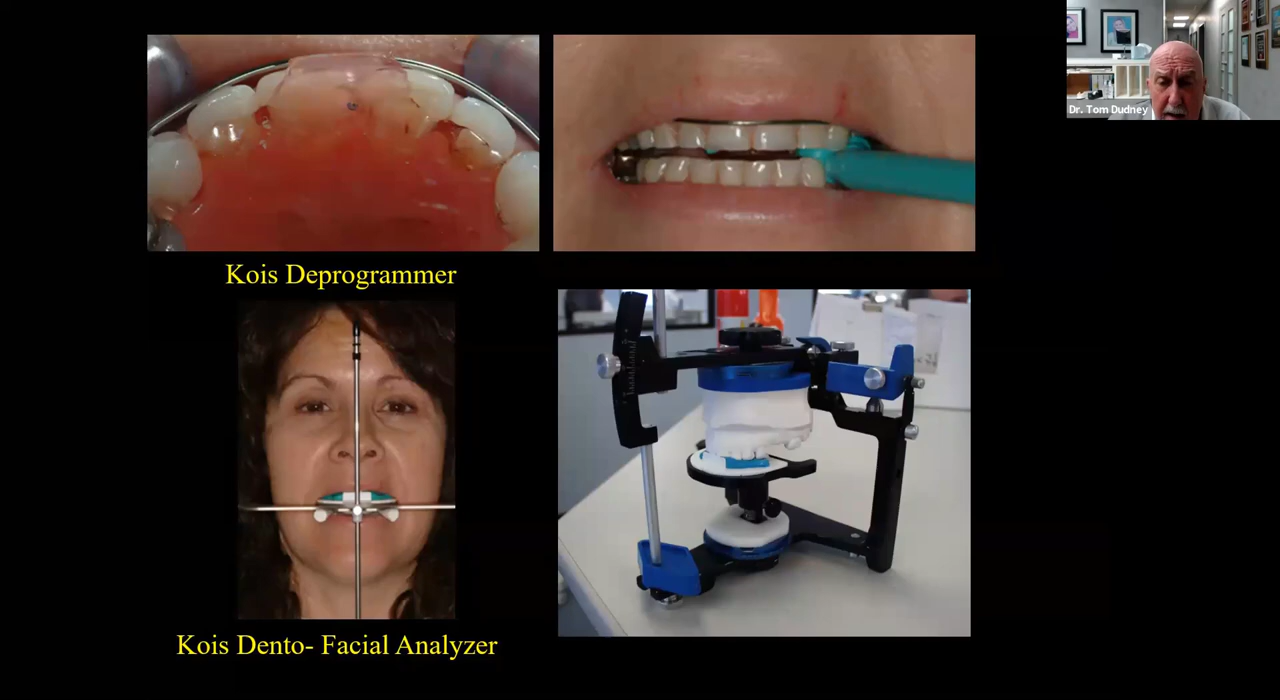 Dr. Tom Dudney
Kois Deprogrammer
Kois Dento- Facial Analyzer